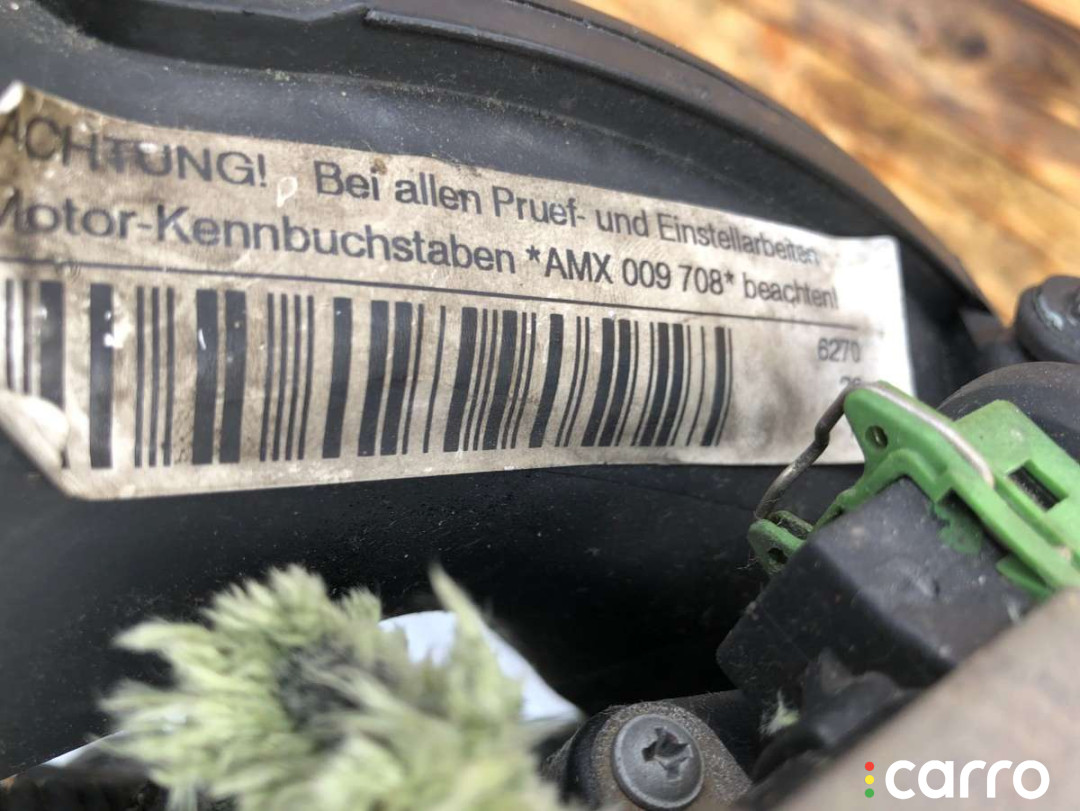 ACHTUNG! Bei allen Pruef- und Einstellarbeiten
Motor-Kennbuchstaben *AMX 009 708* beachten!
6270
carro